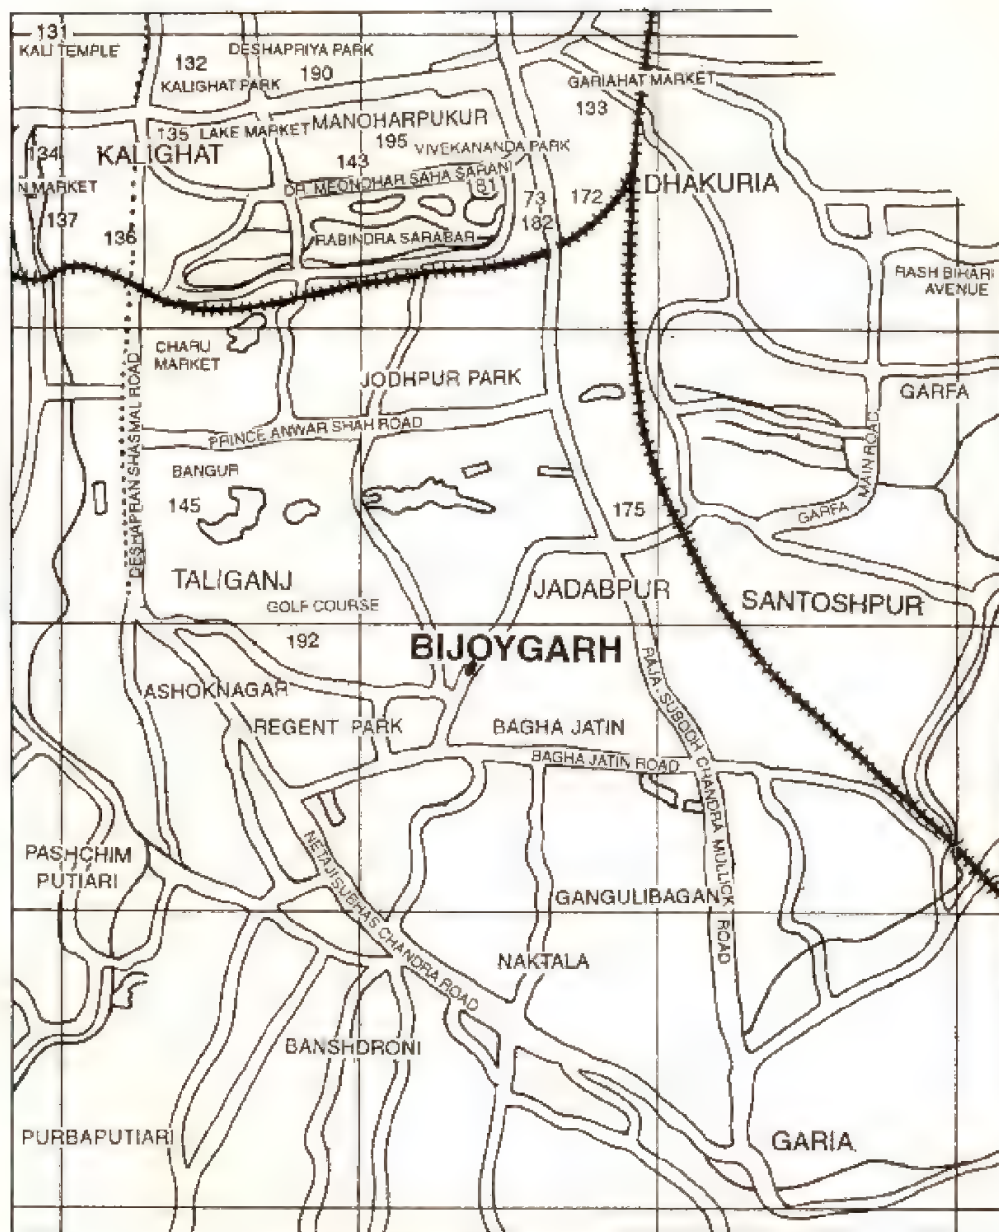 131
KALI TEMPLE
DESHAPRIYA PARK
132
190
KALIGHAT PARK
GARIAHAT MARKET
133
135 LAKE MARKET
MANOHARPUKUR
195
VIVEKANANDA PARK
134
KALIGHAT
143
DR. MEGNDHAR SAHA SARANI
N MARKET
181
DHAKURIA
73
172
137
182
136
RABINDRA SARABAR
RASH BIHARI
AVENUE
CHARU
MARKET
JODHPUR PARK
GARFA
DESHAPRAN SHASMAL ROAD
PRINCE ANWAR SHAH ROAD
MAIN ROAD
GARFA
BANGUR
145
175
TALIGANJ
JADABPUR
SANTOSHPUR
GOLF COURSE
192
BIJOYGARH
ASHOKNAGAR
REGENT PARK
BAGHA JATIN
BAGHA JATIN ROAD
RAJA SUBODH CHANDRA MULLICK ROAD
PASHCHIM
PUTIARI
NETAJI SUBHAS CHANDRA ROAD
GANGULIBAGAN
NAKTALA
BANSHDRONI
PURBAPUTIARI
GARIA